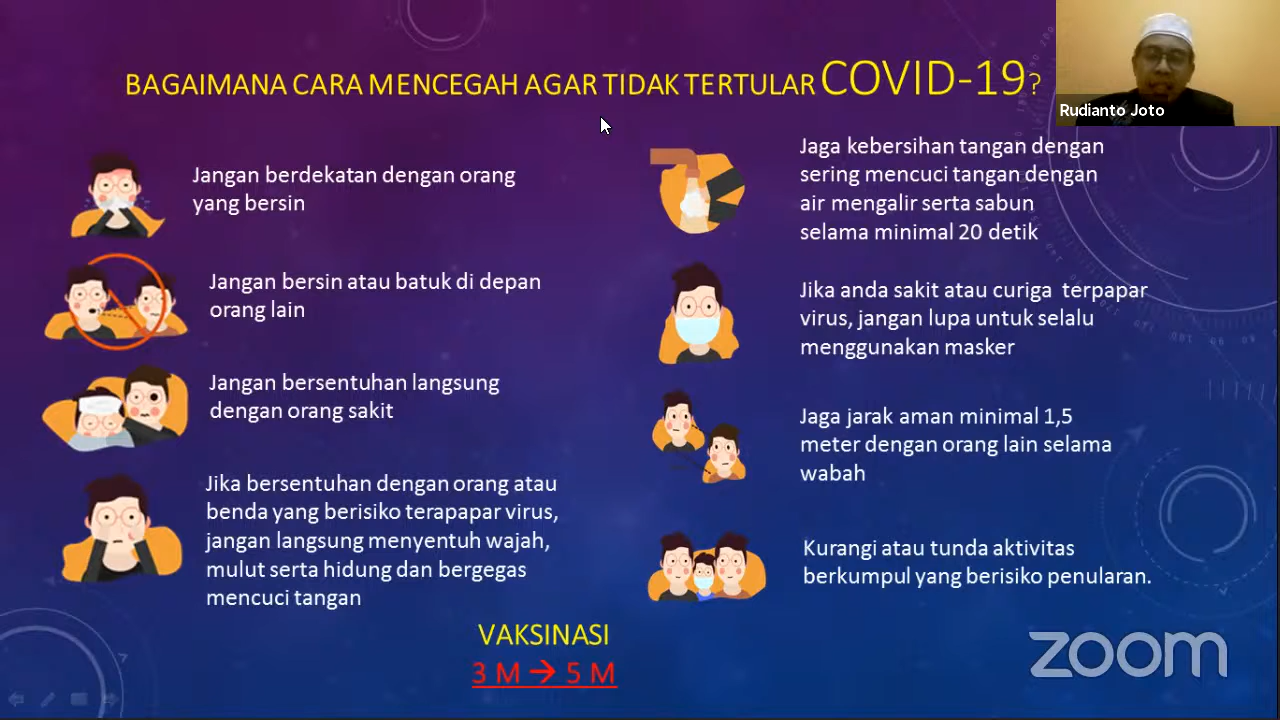 BAGAIMANA CARA MENCEGAH AGAR TIDAK TERTULAR COVID-19?
Rudianto Joto
Jangan berdekatan dengan orang
yang bersin
Jangan bersin atau batuk di depan
orang lain
Jangan bersentuhan langsung
dengan orang sakit
Jika bersentuhan dengan orang atau
benda yang berisiko terapapar virus,
jangan langsung menyentuh wajah,
mulut serta hidung dan bergegas
mencuci tangan
Jaga kebersihan tangan dengan
sering mencuci tangan dengan
air mengalir serta sabun
selama minimal 20 detik
Jika anda sakit atau curiga terpapar
virus, jangan lupa untuk selalu
menggunakan masker
Jaga jarak aman minimal 1,5
meter dengan orang lain selama
wabah
Kurangi atau tunda aktivitas
berkumpul yang berisiko penularan.
VAKSINASI
3 M → 5 M
zoom